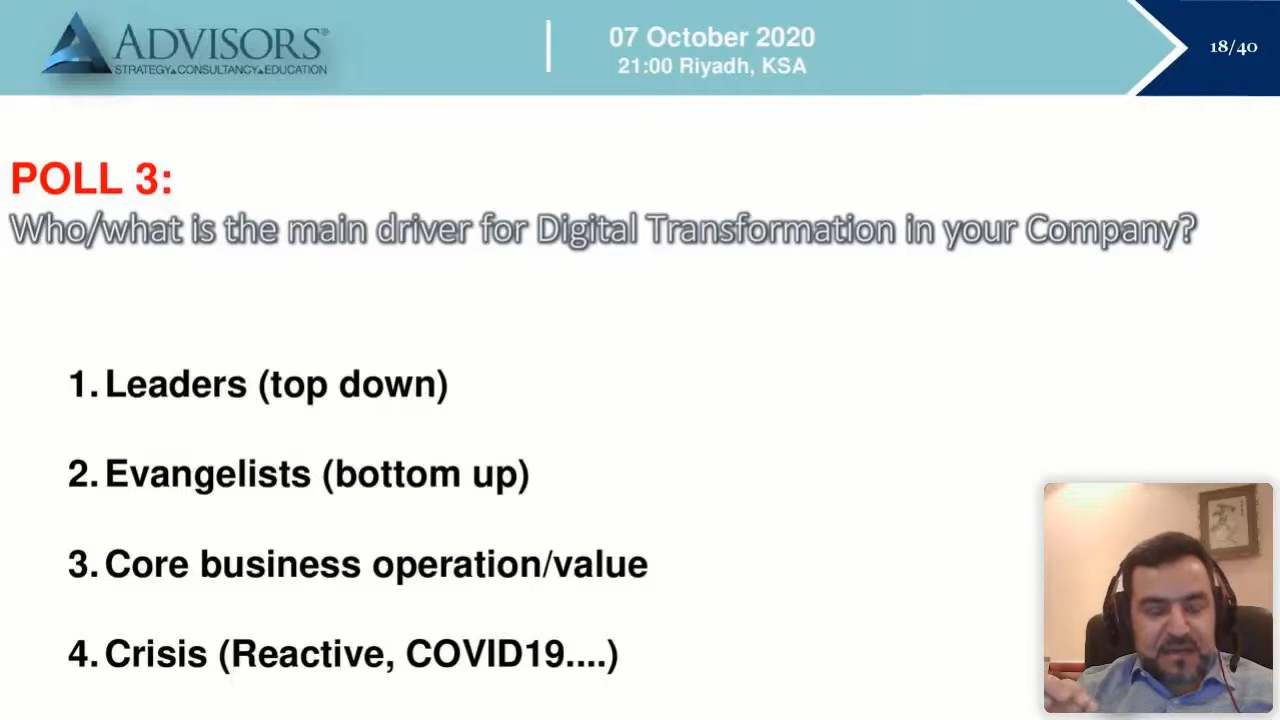 ADVISORS®
STRATEGY▲CONSULTANCY▲EDUCATION
07 October 2020
21:00 Riyadh, KSA
18/40
POLL 3:
Who/what is the main driver for Digital Transformation in your Company?
1. Leaders (top down)
2. Evangelists (bottom up)
3. Core business operation/value
4. Crisis (Reactive, COVID19....)